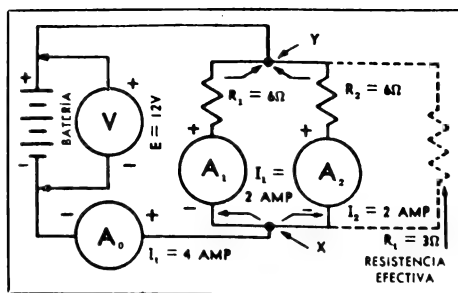 Y
+
R₁ = 6Ω
R₂ = 6Ω
+
BATERÍA
V
E = 12V
+
+
A₁
I₁ =
2 AMP
A₂
-
-
-
-
-
+
A₀
I₂ = 2 AMP
Iₜ = 4 AMP
X
Rₜ = 3Ω
RESISTENCIA
EFECTIVA